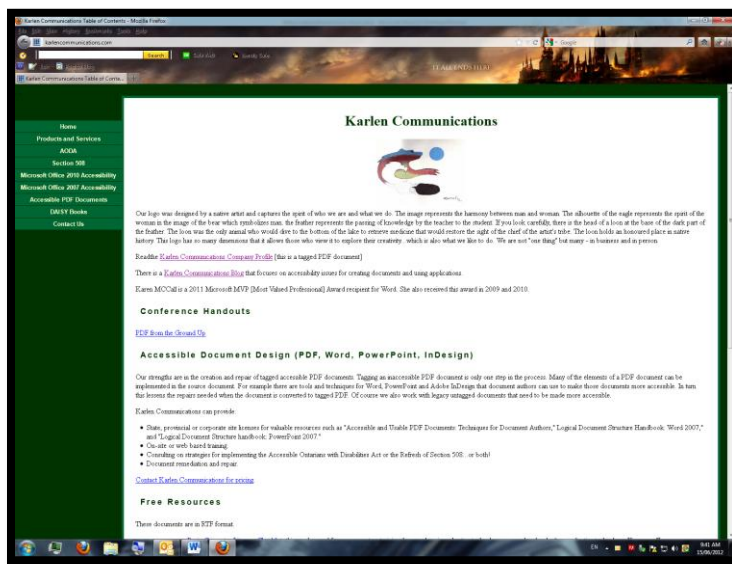 Karlen Communications Table of Contents - Mozilla Firefox
File Edit View History Bookmarks Tools Help
karlencommunications.com
Google
Search
IT ALL ENDS HERE
Karlen Communications Table of Conte...
Home
Products and Services
AODA
Section 508
Microsoft Office 2010 Accessibility
Microsoft Office 2007 Accessibility
Accessible PDF Documents
DAISY Books
Contact Us
Karlen Communications
Our logo was designed by a native artist and captures the spirit of who we are and what we do. The image represents the harmony between man and woman. The silhouette of the eagle represents the spirit of the
woman in the image of the bear which symbolizes man. the feather represents the passing of knowledge by the teacher to the student. If you look carefully, there is the head of a loon at the base of the dark part of
the feather. The loon was the only animal who would dive to the bottom of the lake to retrieve medicine that would restore the sight of the chief of the artist's tribe. The loon holds an honoured place in native
history. This logo has so many dimensions that it allows those who view it to explore their creativity...which is also what we like to do. We are not "one thing" but many - in business and in person.
Readthe Karlen Communications Company Profile [this is a tagged PDF document]
There is a Karlen Communications Blog that focuses on accessibility issues for creating documents and using applications.
Karen MCCall is a 2011 Microsoft MVP [Most Valued Professional] Award recipient for Word. She also received this award in 2009 and 2010.
Conference Handouts
PDF from the Ground Up
Accessible Document Design (PDF, Word, PowerPoint, InDesign)
Our strengths are in the creation and repair of tagged accessible PDF documents. Tagging an inaccessible PDF document is only one step in the process. Many of the elements of a PDF document can be
implemented in the source document. For example there are tools and techniques for Word, PowerPoint and Adobe InDesign that document authors can use to make those documents more accessible. In turn
this lessens the repairs needed when the document is converted to tagged PDF. Of course we also work with legacy untagged documents that need to be made more accessible.
Karlen Communications can provide:
State, provincial or corporate site licenses for valuable resources such as "Accessible and Usable PDF Documents: Techniques for Document Authors," Logical Document Structure Handbook: Word 2007,"
and "Logical Document Structure handbook: PowerPoint 2007."
On-site or web based training.
Consulting on strategies for implementing the Accessible Ontarians with Disabilities Act or the Refresh of Section 508...or both!
Document remediation and repair.
Contact Karlen Communications for pricing
Free Resources
These documents are in RTF format.
EN
9:41 AM
15/06/2012